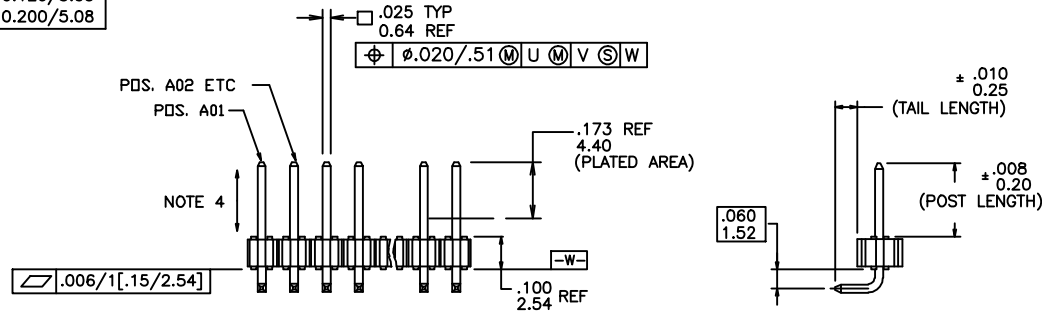 0.200/5.08
.025 TYP
0.64 REF
⌖ ø.020/.51 Ⓜ U Ⓜ V Ⓢ W
POS. A02 ETC
POS. A01
NOTE 4
.173 REF
4.40
(PLATED AREA)
-W-
.006/1[.15/2.54]
.100
2.54 REF
± .010
0.25
(TAIL LENGTH)
±.008
0.20
(POST LENGTH)
.060
1.52